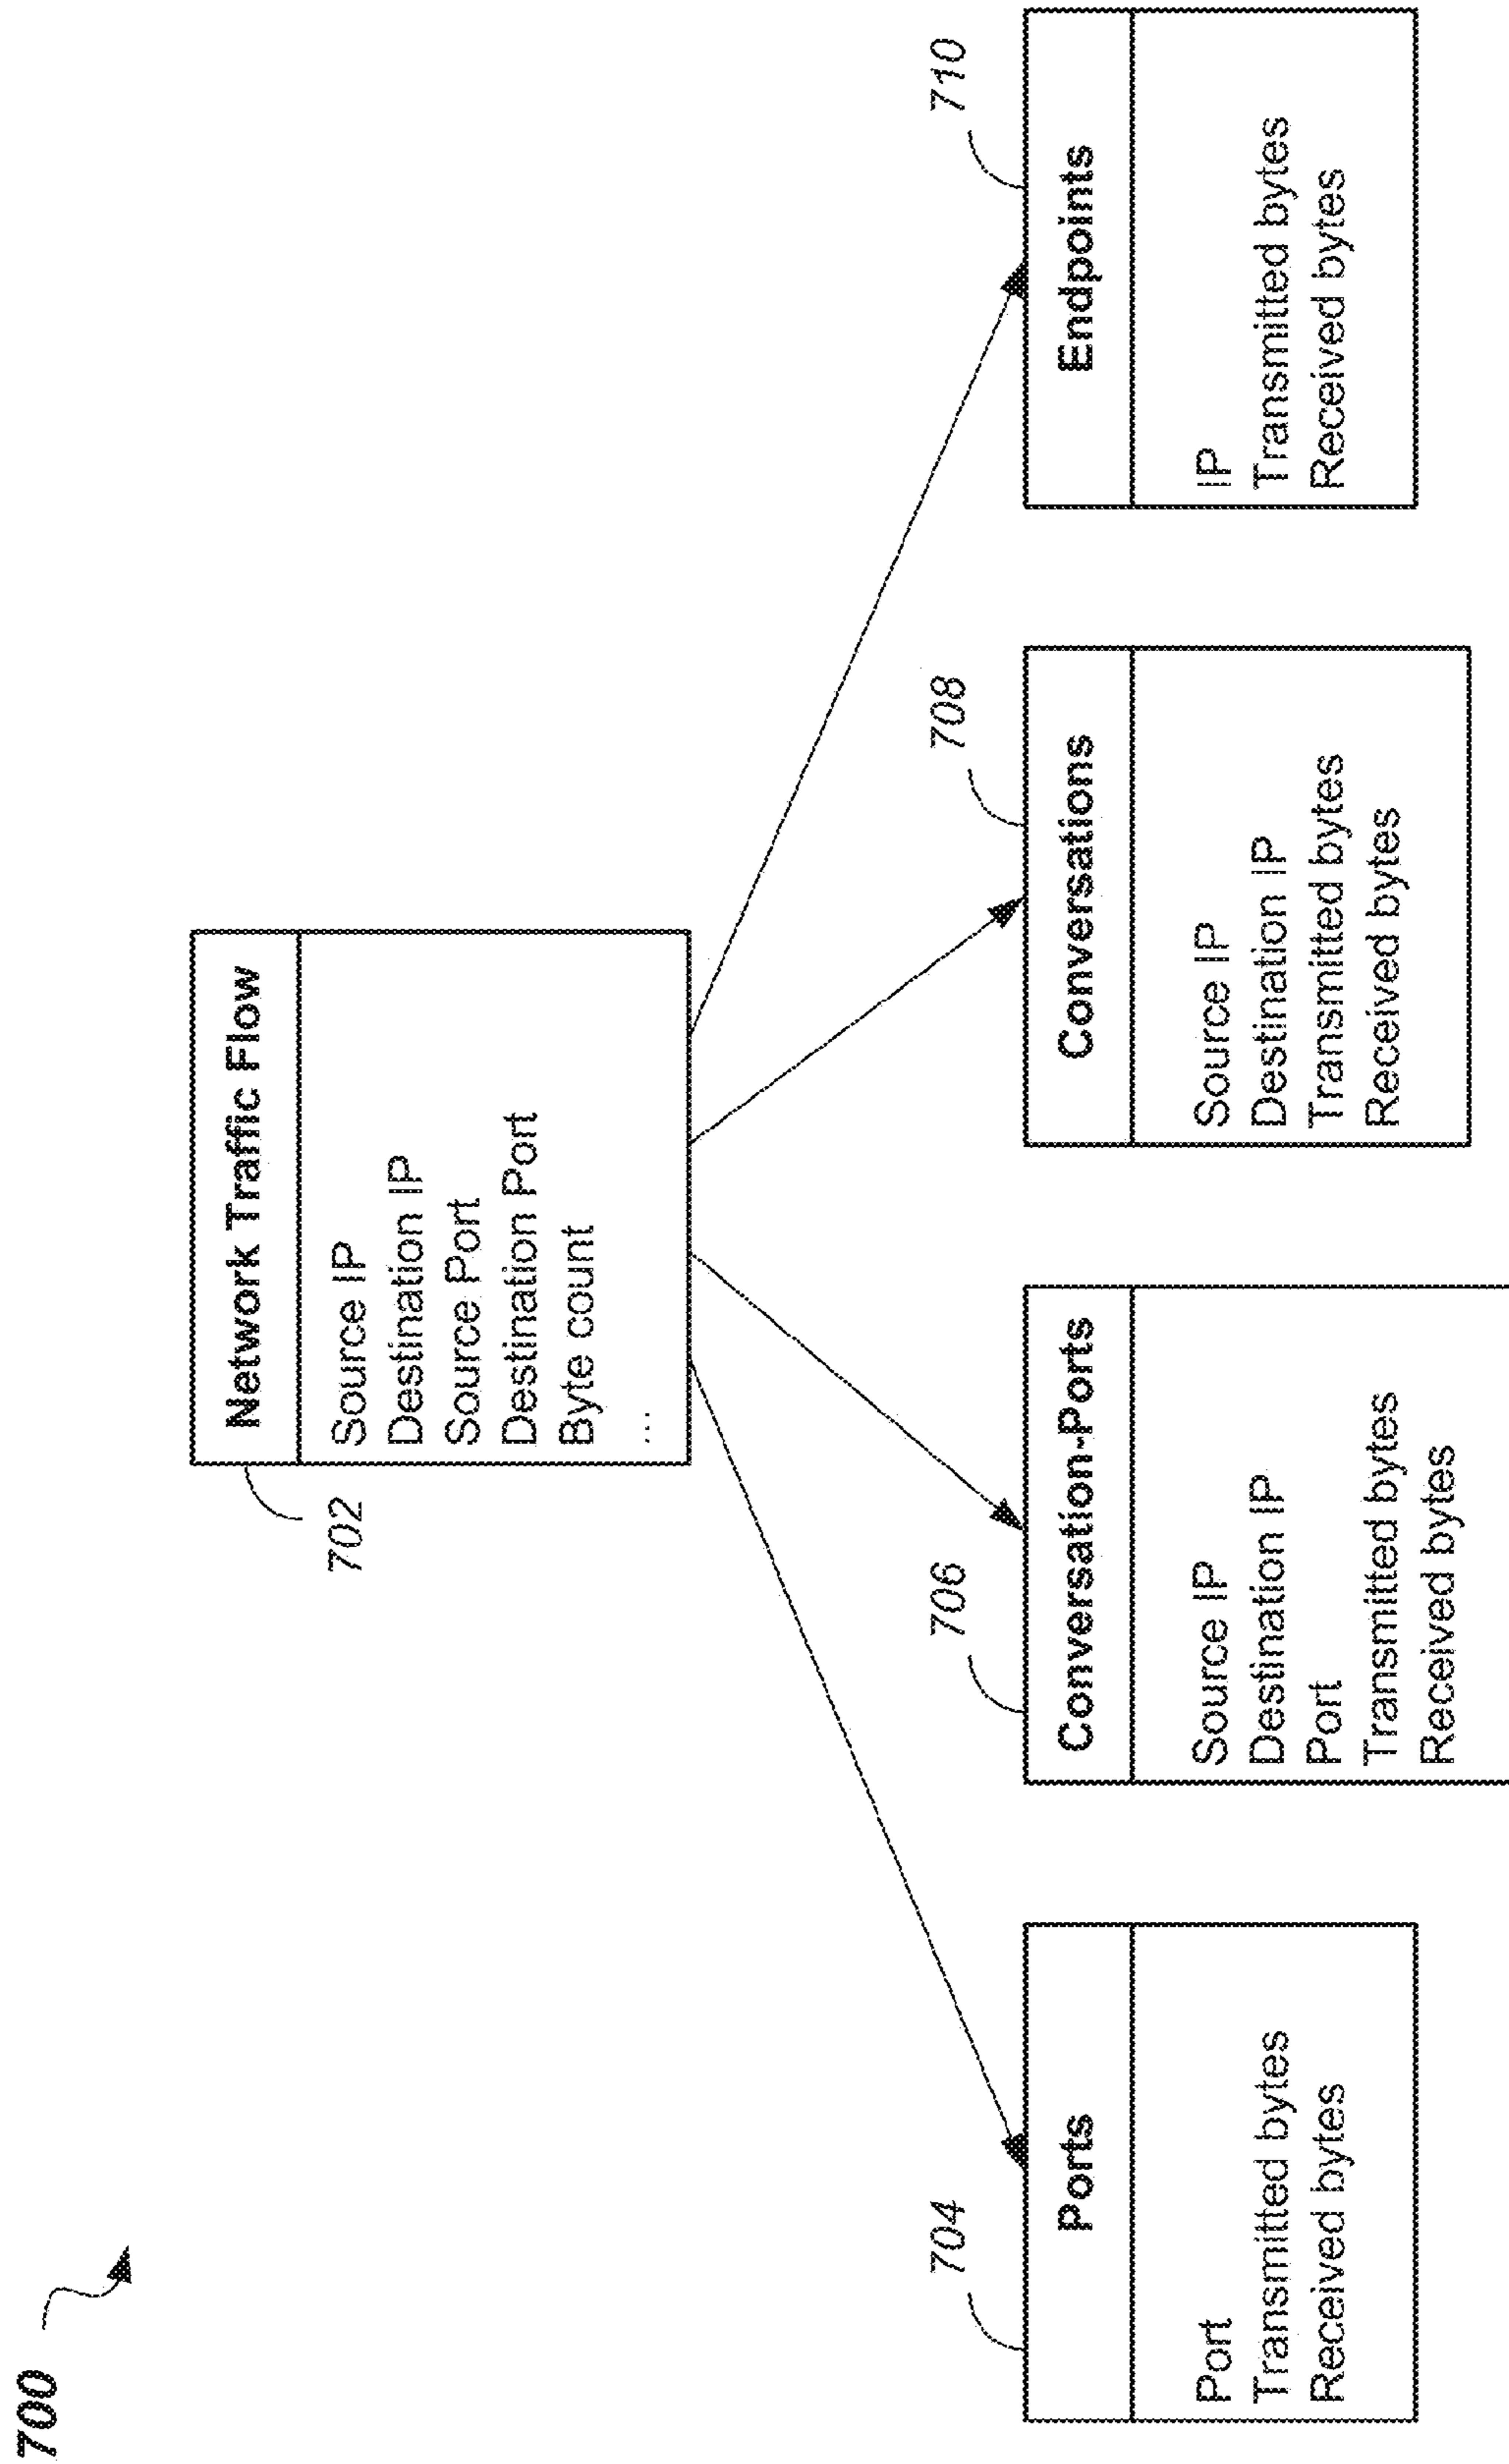 700
Network Traffic Flow
Source IP
Destination IP
Source Port
Destination Port
Byte count
...
702
704
Ports
Port
Transmitted bytes
Received bytes
706
Conversation-Ports
Source IP
Destination IP
Port
Transmitted bytes
Received bytes
708
Conversations
Source IP
Destination IP
Transmitted bytes
Received bytes
710
Endpoints
IP
Transmitted bytes
Received bytes